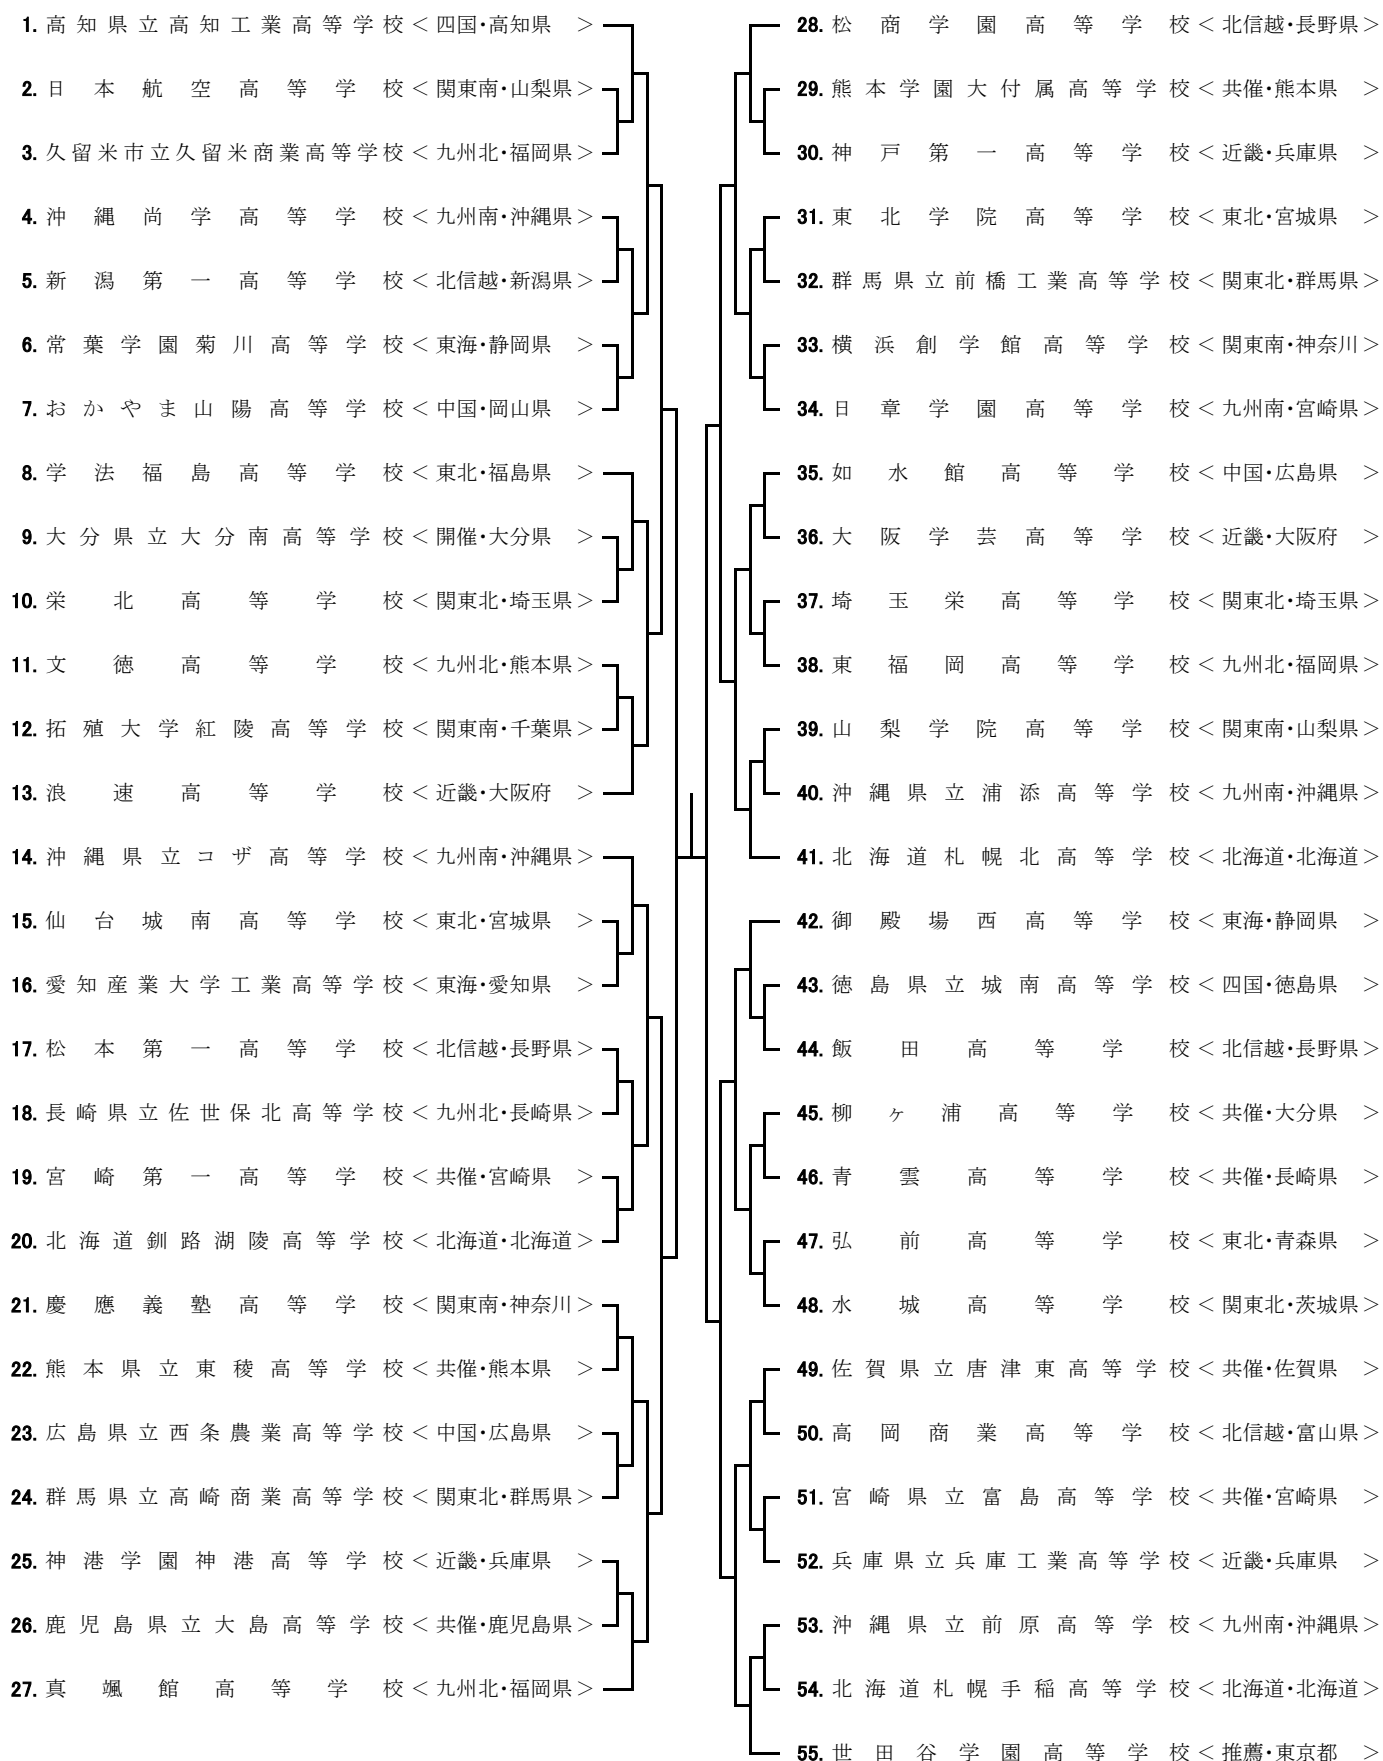 1. 高知県立高知工業高等学校 < 四国・高知県 >
2. 日本航空高等学校 < 関東南・山梨県 >
3. 久留米市立久留米商業高等学校 < 九州北・福岡県 >
4. 沖縄尚学高等学校 < 九州南・沖縄県 >
5. 新潟第一高等学校 < 北信越・新潟県 >
6. 常葉学園菊川高等学校 < 東海・静岡県 >
7. おかやま山陽高等学校 < 中国・岡山県 >
8. 学法福島高等学校 < 東北・福島県 >
9. 大分県立大分南高等学校 < 開催・大分県 >
10. 栄北高等学校 < 関東北・埼玉県 >
11. 文徳高等学校 < 九州北・熊本県 >
12. 拓殖大学紅陵高等学校 < 関東南・千葉県 >
13. 浪速高等学校 < 近畿・大阪府 >
14. 沖縄県立コザ高等学校 < 九州南・沖縄県 >
15. 仙台城南高等学校 < 東北・宮城県 >
16. 愛知産業大学工業高等学校 < 東海・愛知県 >
17. 松本第一高等学校 < 北信越・長野県 >
18. 長崎県立佐世保北高等学校 < 九州北・長崎県 >
19. 宮崎第一高等学校 < 共催・宮崎県 >
20. 北海道釧路湖陵高等学校 < 北海道・北海道 >
21. 慶應義塾高等学校 < 関東南・神奈川 >
22. 熊本県立東稜高等学校 < 共催・熊本県 >
23. 広島県立西条農業高等学校 < 中国・広島県 >
24. 群馬県立高崎商業高等学校 < 関東北・群馬県 >
25. 神港学園神港高等学校 < 近畿・兵庫県 >
26. 鹿児島県立大島高等学校 < 共催・鹿児島県 >
27. 真颯館高等学校 < 九州北・福岡県 >
28. 松商学園高等学校 < 北信越・長野県 >
29. 熊本学園大付属高等学校 < 共催・熊本県 >
30. 神戸第一高等学校 < 近畿・兵庫県 >
31. 東北学院高等学校 < 東北・宮城県 >
32. 群馬県立前橋工業高等学校 < 関東北・群馬県 >
33. 横浜創学館高等学校 < 関東南・神奈川 >
34. 日章学園高等学校 < 九州南・宮崎県 >
35. 如水館高等学校 < 中国・広島県 >
36. 大阪学芸高等学校 < 近畿・大阪府 >
37. 埼玉栄高等学校 < 関東北・埼玉県 >
38. 東福岡高等学校 < 九州北・福岡県 >
39. 山梨学院高等学校 < 関東南・山梨県 >
40. 沖縄県立浦添高等学校 < 九州南・沖縄県 >
41. 北海道札幌北高等学校 < 北海道・北海道 >
42. 御殿場西高等学校 < 東海・静岡県 >
43. 徳島県立城南高等学校 < 四国・徳島県 >
44. 飯田高等学校 < 北信越・長野県 >
45. 柳ヶ浦高等学校 < 共催・大分県 >
46. 青雲高等学校 < 共催・長崎県 >
47. 弘前高等学校 < 東北・青森県 >
48. 水城高等学校 < 関東北・茨城県 >
49. 佐賀県立唐津東高等学校 < 共催・佐賀県 >
50. 高岡商業高等学校 < 北信越・富山県 >
51. 宮崎県立富島高等学校 < 共催・宮崎県 >
52. 兵庫県立兵庫工業高等学校 < 近畿・兵庫県 >
53. 沖縄県立前原高等学校 < 九州南・沖縄県 >
54. 北海道札幌手稲高等学校 < 北海道・北海道 >
55. 世田谷学園高等学校 < 推薦・東京都 >